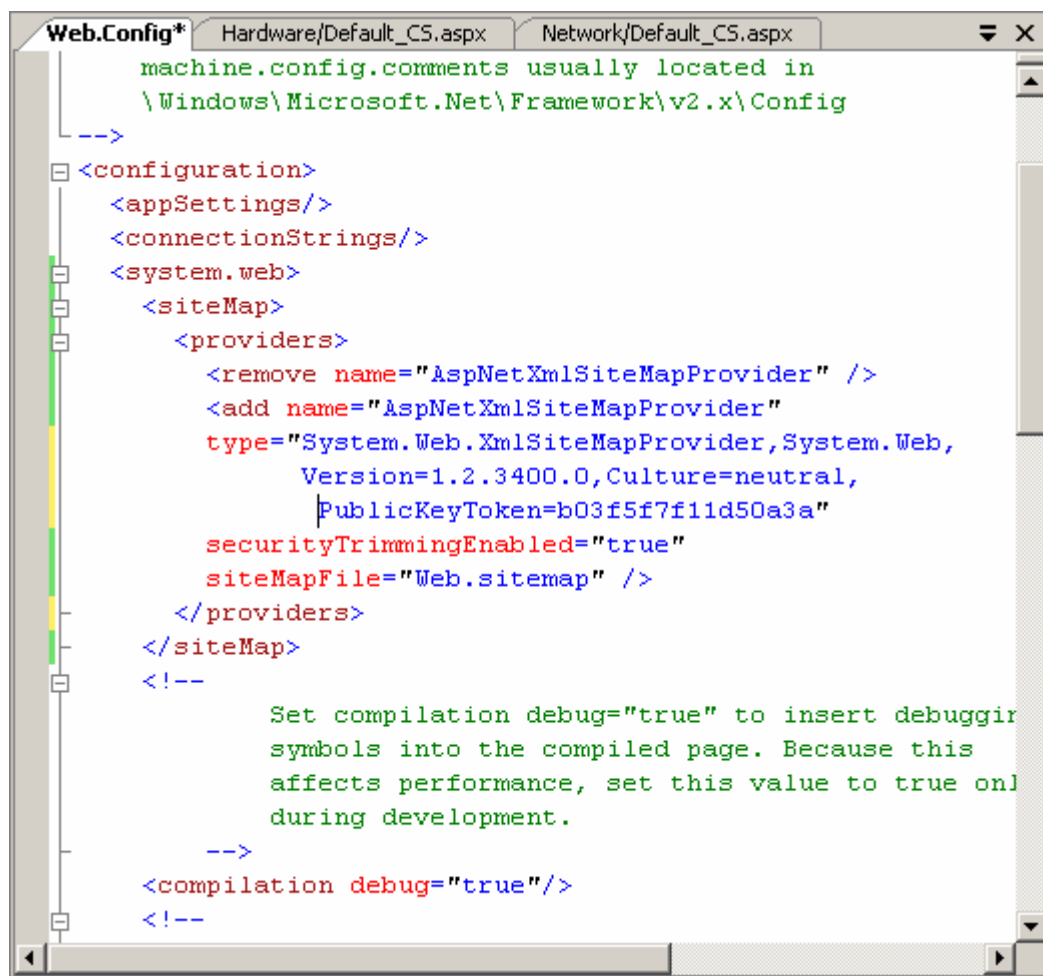 Web.Config* Hardware/Default_CS.aspx Network/Default_CS.aspx
machine.config.comments usually located in
\Windows\Microsoft.Net\Framework\v2.x\Config
-->
<configuration>
<appSettings/>
<connectionStrings/>
<system.web>
<siteMap>
<providers>
<remove name="AspNetXmlSiteMapProvider" />
<add name="AspNetXmlSiteMapProvider"
type="System.Web.XmlSiteMapProvider,System.Web,
Version=1.2.3400.0,Culture=neutral,
PublicKeyToken=b03f5f7f11d50a3a"
securityTrimmingEnabled="true"
siteMapFile="Web.sitemap" />
</providers>
</siteMap>
<!--
Set compilation debug="true" to insert debuggin
symbols into the compiled page. Because this
affects performance, set this value to true onl
during development.
-->
<compilation debug="true"/>
<!--